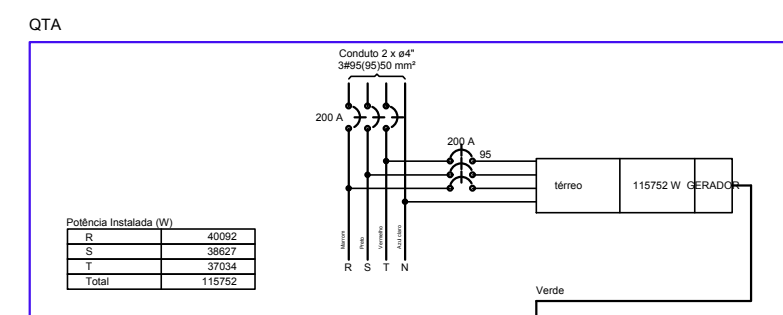 QTA
Conduto 2 x ø4"
3#95(95)50 mm²
200 A
200 A
95
térreo
115752 W
GERADOR
Potência Instalada (W)
R 40092
S 38627
T 37034
Total 115752
Marrom
Preto
Vermelho
Azul claro
R S T N
Verde